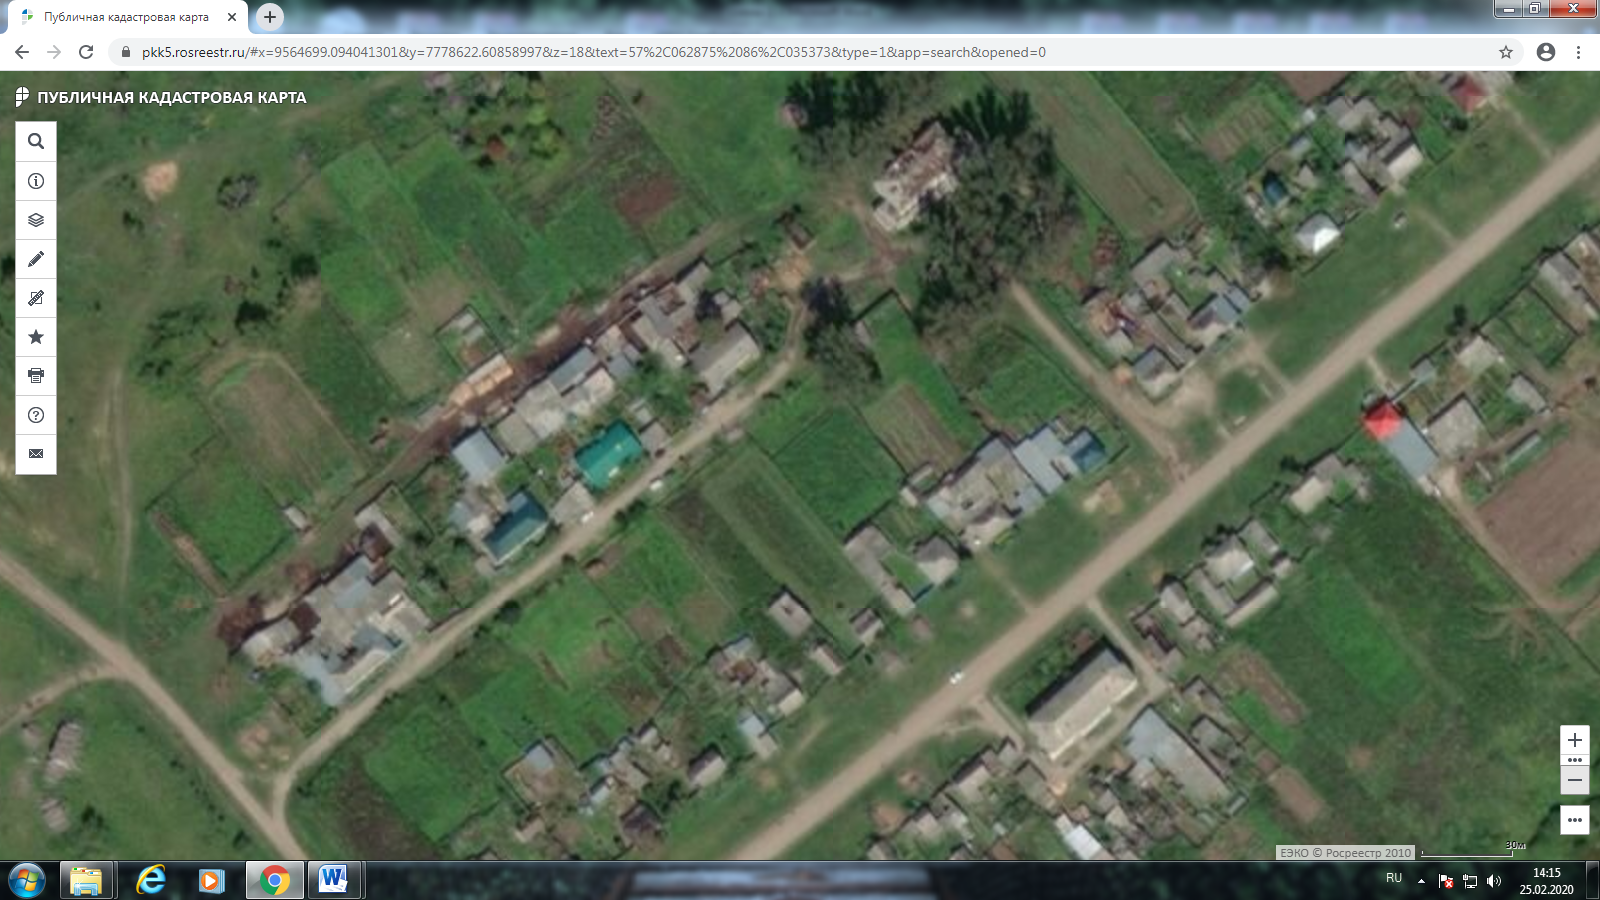 Публичная кадастровая карта
pkk5.rosreestr.ru/#x=9564699.094041301&y=7778622.60858997&z=18&text=57%2C062875%2086%2C035373&type=1&app=search&opened=0
ПУБЛИЧНАЯ КАДАСТРОВАЯ КАРТА
30м
ЕЭКО © Росреестр 2010
RU
14:15
25.02.2020